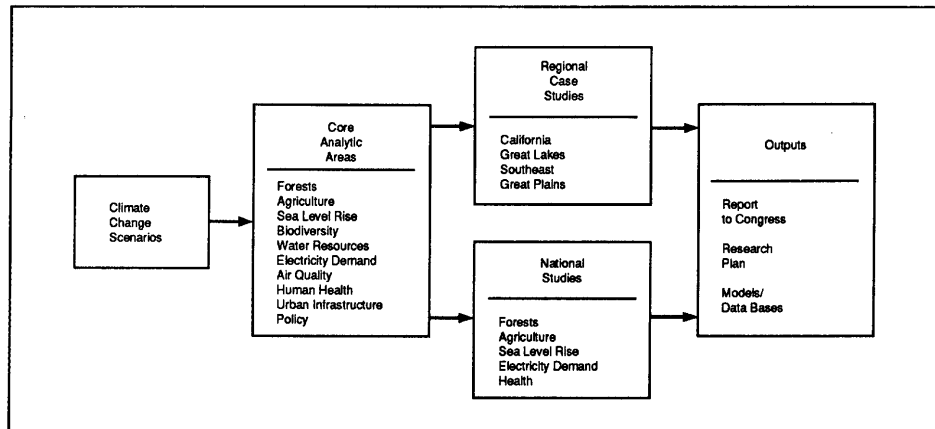 Climate
Change
Scenarios
Core
Analytic
Areas
Forests
Agriculture
Sea Level Rise
Biodiversity
Water Resources
Electricity Demand
Air Quality
Human Health
Urban Infrastructure
Policy
Regional
Case
Studies
California
Great Lakes
Southeast
Great Plains
National
Studies
Forests
Agriculture
Sea Level Rise
Electricity Demand
Health
Outputs
Report
to Congress
Research
Plan
Models/
Data Bases